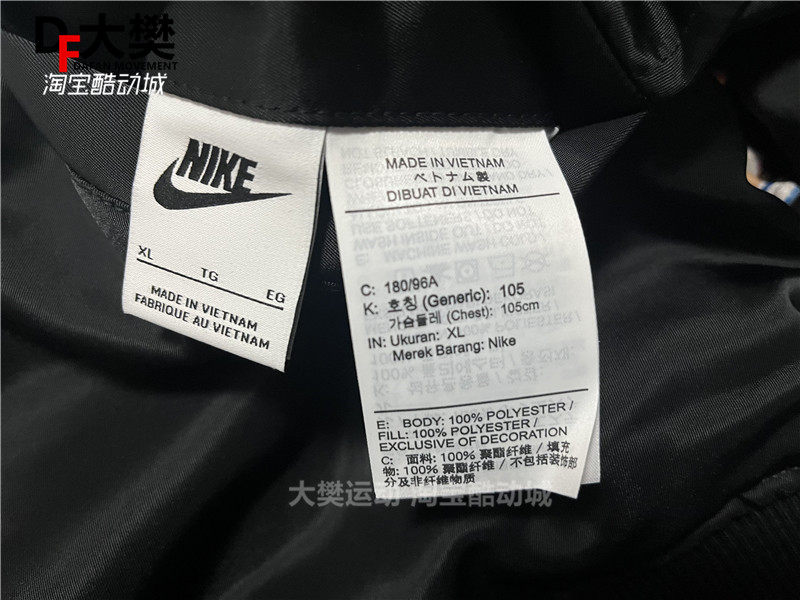 DF大樊
DAFAN MOVEMENT
淘宝酷动城
NIKE
XL
TG
EG
MADE IN VIETNAM
FABRIQUE AU VIETNAM
MADE IN VIETNAM
ベトナム製
DIBUAT DI VIETNAM
C: 180/96A
K: 호칭 (Generic): 105
가슴둘레 (Chest): 105cm
IN: Ukuran: XL
Merek Barang: Nike
E: BODY: 100% POLYESTER /
FILL: 100% POLYESTER /
EXCLUSIVE OF DECORATION
C: 面料: 100% 聚酯纤维 / 填充
物: 100% 聚酯纤维 / 不包括装饰部
分及非纤维物质
大樊运动 淘宝酷动城